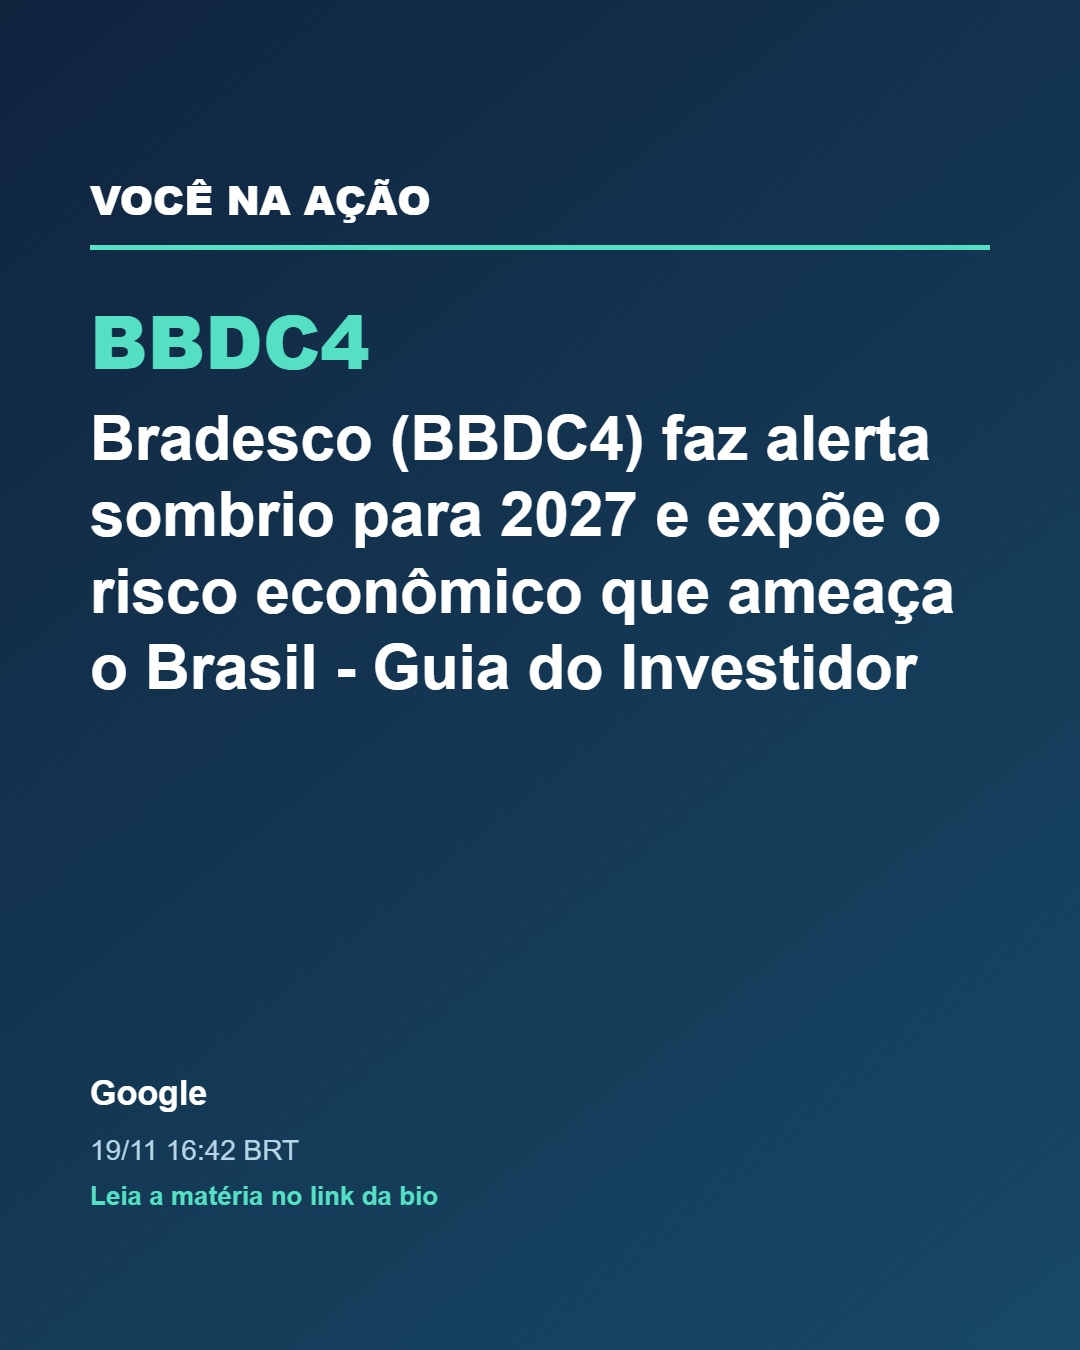 VOCÊ NA AÇÃO
BBDC4
Bradesco (BBDC4) faz alerta
sombrio para 2027 e expõe o
risco econômico que ameaça
o Brasil - Guia do Investidor
Google
19/11 16:42 BRT
Leia a matéria no link da bio